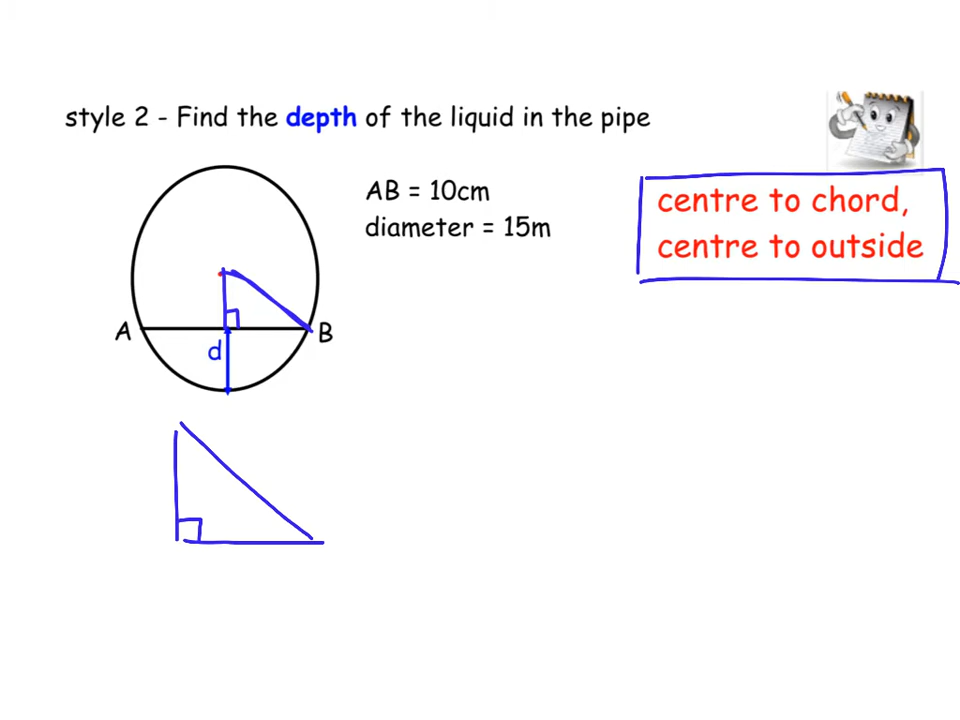 style 2 - Find the depth of the liquid in the pipe
AB = 10cm
diameter = 15m
centre to chord,
centre to outside
A
B
d